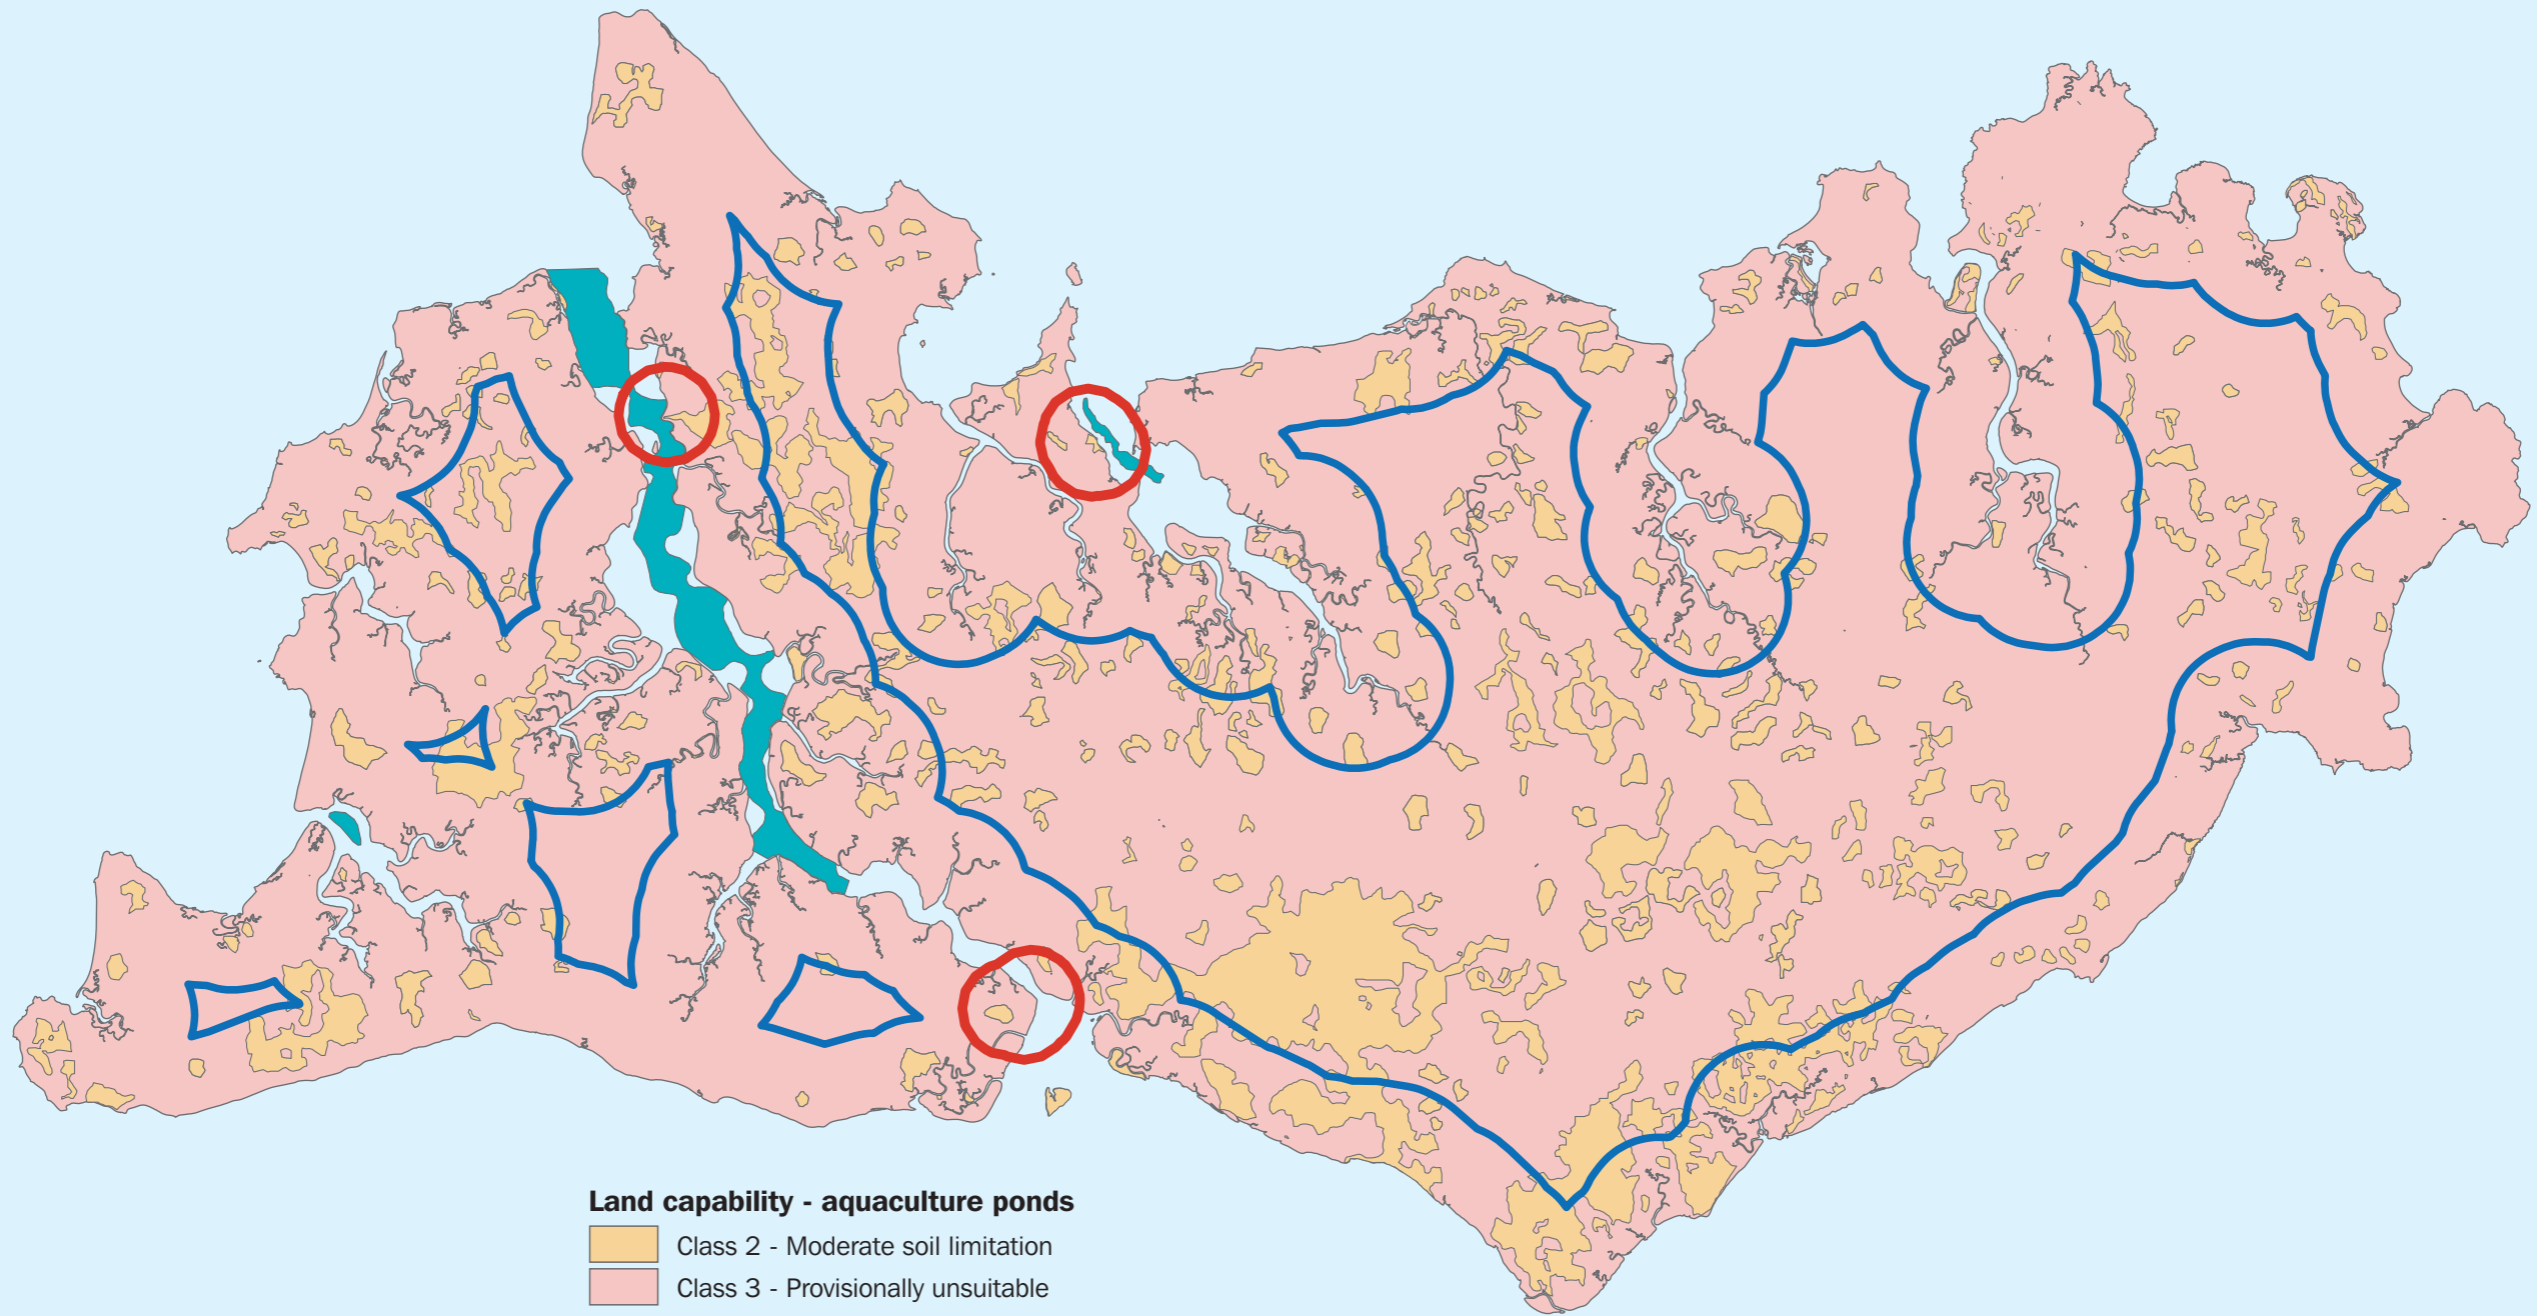 Land capability - aquaculture ponds
Class 2 - Moderate soil limitation
Class 3 - Provisionally unsuitable